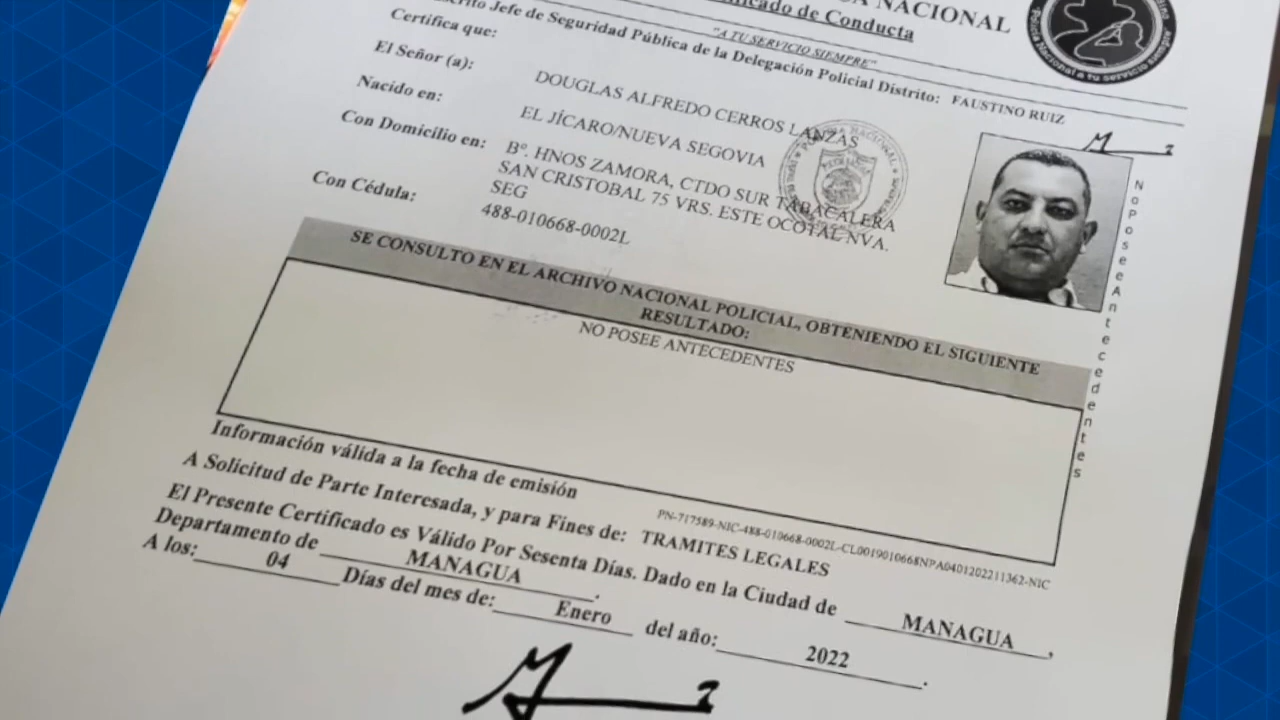 NACIONAL
de Conducta
"A TU SERVICIO SIEMPRE"
Jefe de Seguridad Pública de la Delegación Policial Distrito: FAUSTINO RUIZ
Certifica que:
El Señor (a): DOUGLAS ALFREDO CERROS LANZAS
Nacido en: EL JÍCARO/NUEVA SEGOVIA
Con Domicilio en: B°. HNOS ZAMORA, CTDO SUR TABACALERA
SAN CRISTOBAL 75 VRS. ESTE OCOTAL NVA.
SEG
Con Cédula: 488-010668-0002L
No Posee Antecedentes
SE CONSULTO EN EL ARCHIVO NACIONAL POLICIAL, OBTENIENDO EL SIGUIENTE
RESULTADO:
NO POSEE ANTECEDENTES
Información válida a la fecha de emisión
PN-717589-NIC-488-010668-0002L-CL0019010668NPA0401202211362-NIC
A Solicitud de Parte Interesada, y para Fines de: TRAMITES LEGALES
El Presente Certificado es Válido Por Sesenta Días. Dado en la Ciudad de MANAGUA,
Departamento de MANAGUA.
A los: 04 Días del mes de: Enero del año: 2022.